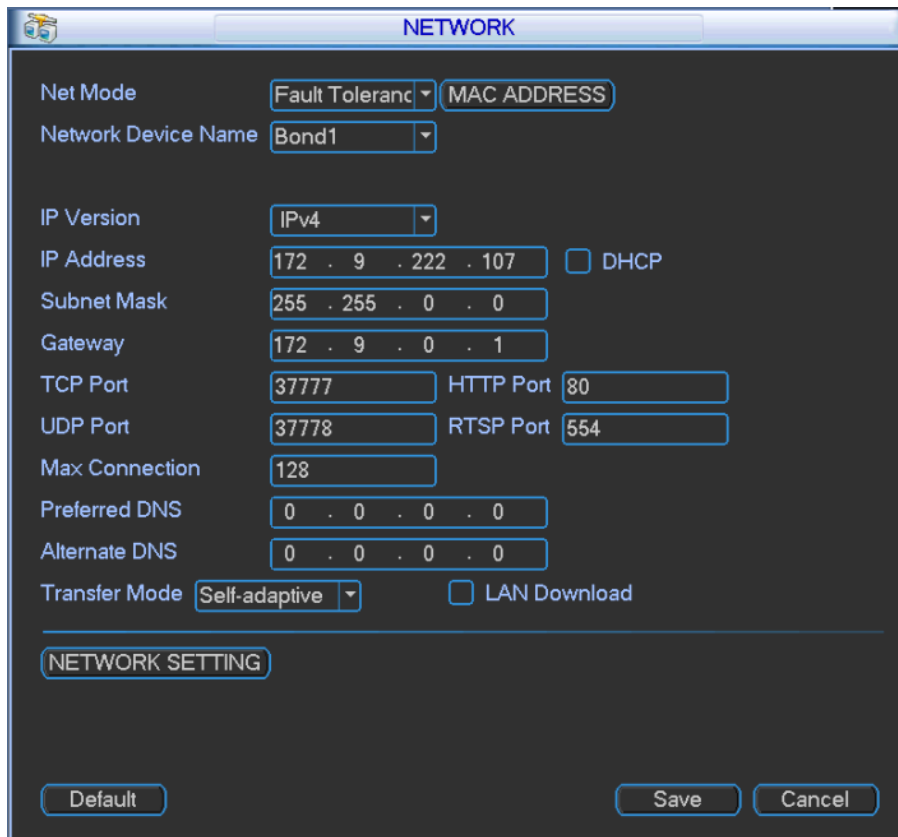 NETWORK
Net Mode Fault Toleranc MAC ADDRESS
Network Device Name Bond1
IP Version IPv4
IP Address 172 . 9 . 222 . 107 DHCP
Subnet Mask 255 . 255 . 0 . 0
Gateway 172 . 9 . 0 . 1
TCP Port 37777 HTTP Port 80
UDP Port 37778 RTSP Port 554
Max Connection 128
Preferred DNS 0 . 0 . 0 . 0
Alternate DNS 0 . 0 . 0 . 0
Transfer Mode Self-adaptive LAN Download
NETWORK SETTING
Default Save Cancel